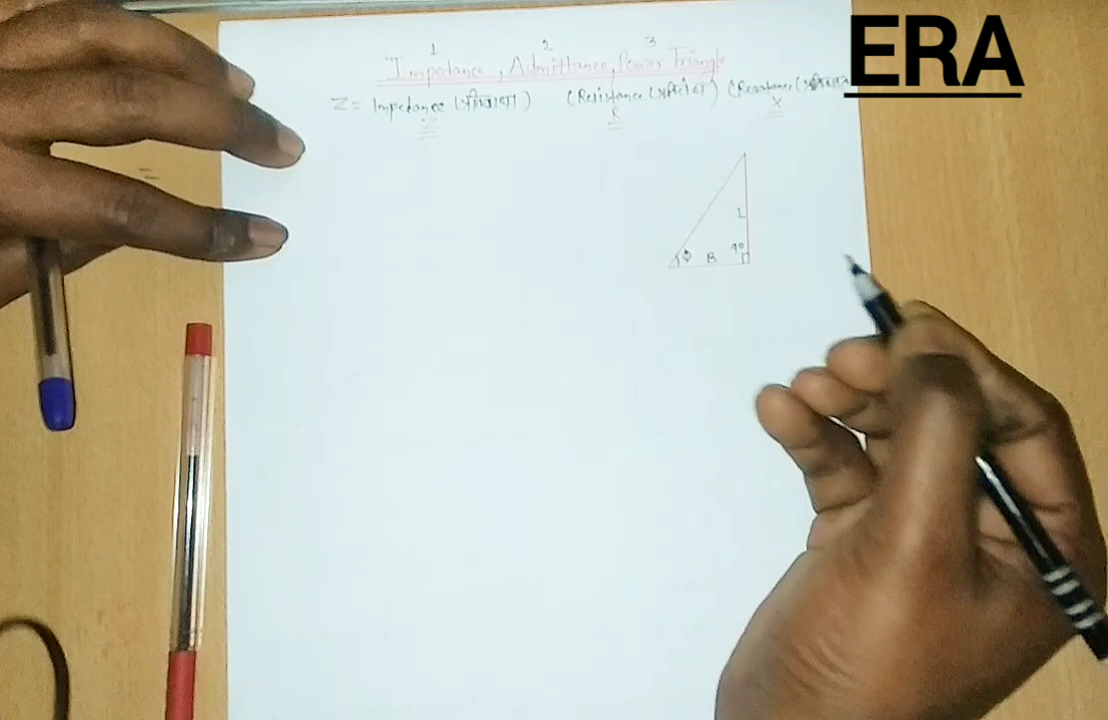 ERA
1 2 3
Impedance, Admittance, Power Triangle
Z = Impedance (प्रतिबाधा) (Resistance (प्रतिरोध) (Reactance
Z R X
L
90
Φ B